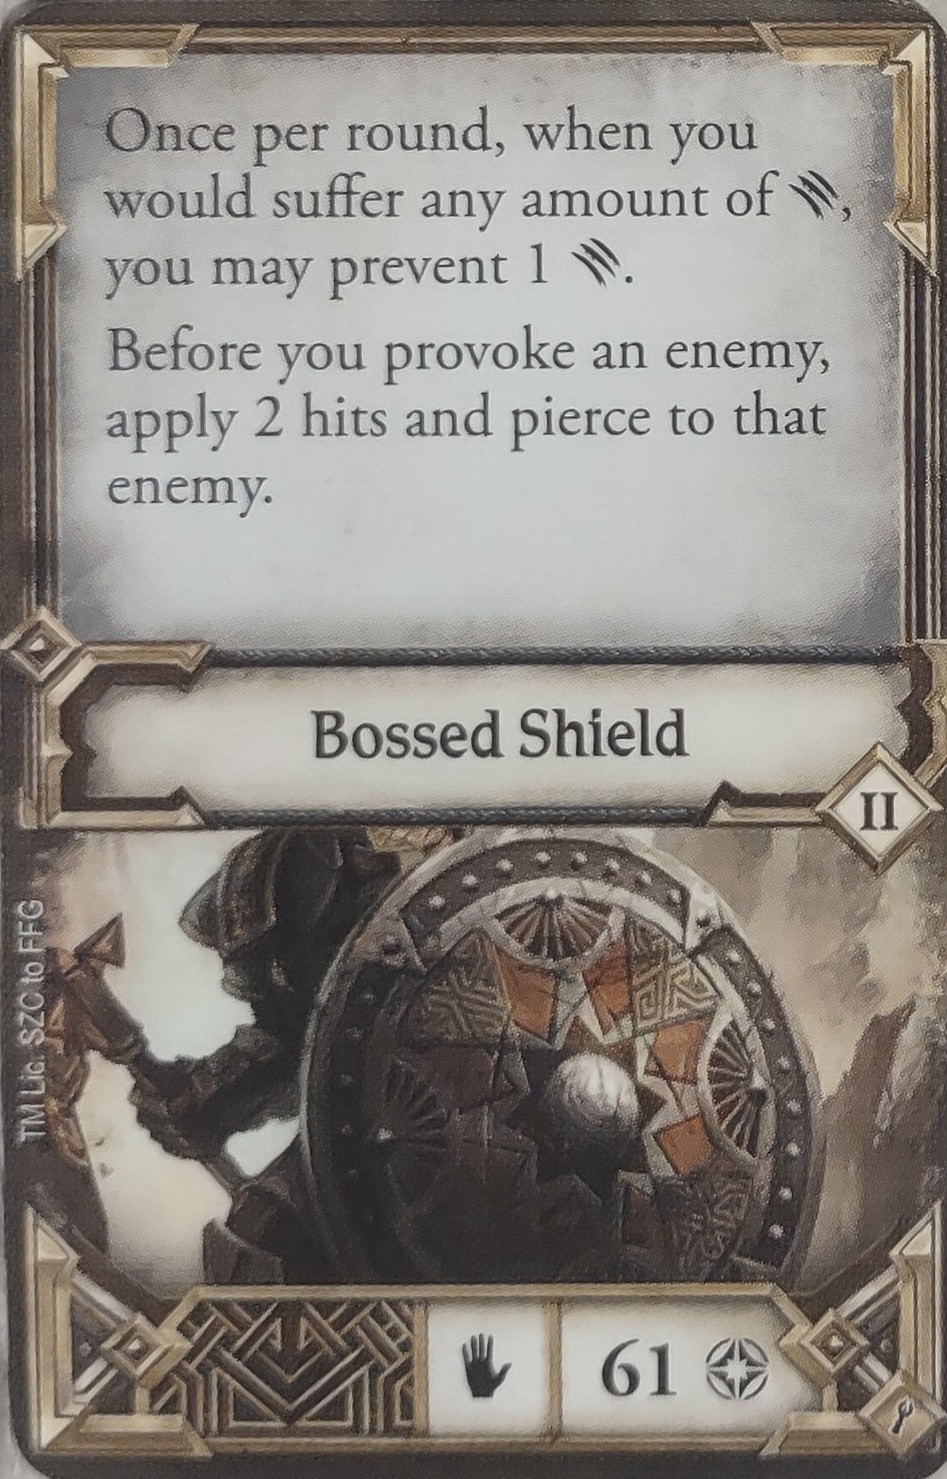 Once per round, when you
would suffer any amount of ,
you may prevent 1 .
Before you provoke an enemy,
apply 2 hits and pierce to that
enemy.
Bossed Shield
II
TM Lic. SZC to FFG
61